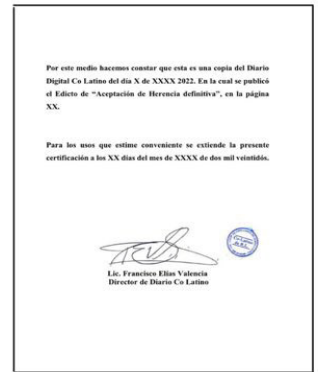 Por este medio hacemos constar que esta es una copia del Diario
Digital Co Latino del día X de XXXX 2022. En la cual se publicó
el Edicto de “Aceptación de Herencia definitiva”, en la página
XX.
Para los usos que estime conveniente se extiende la presente
certificación a los XX días del mes de XXXX de dos mil veintidós.
Lic. Francisco Elías Valencia
Director de Diario Co Latino